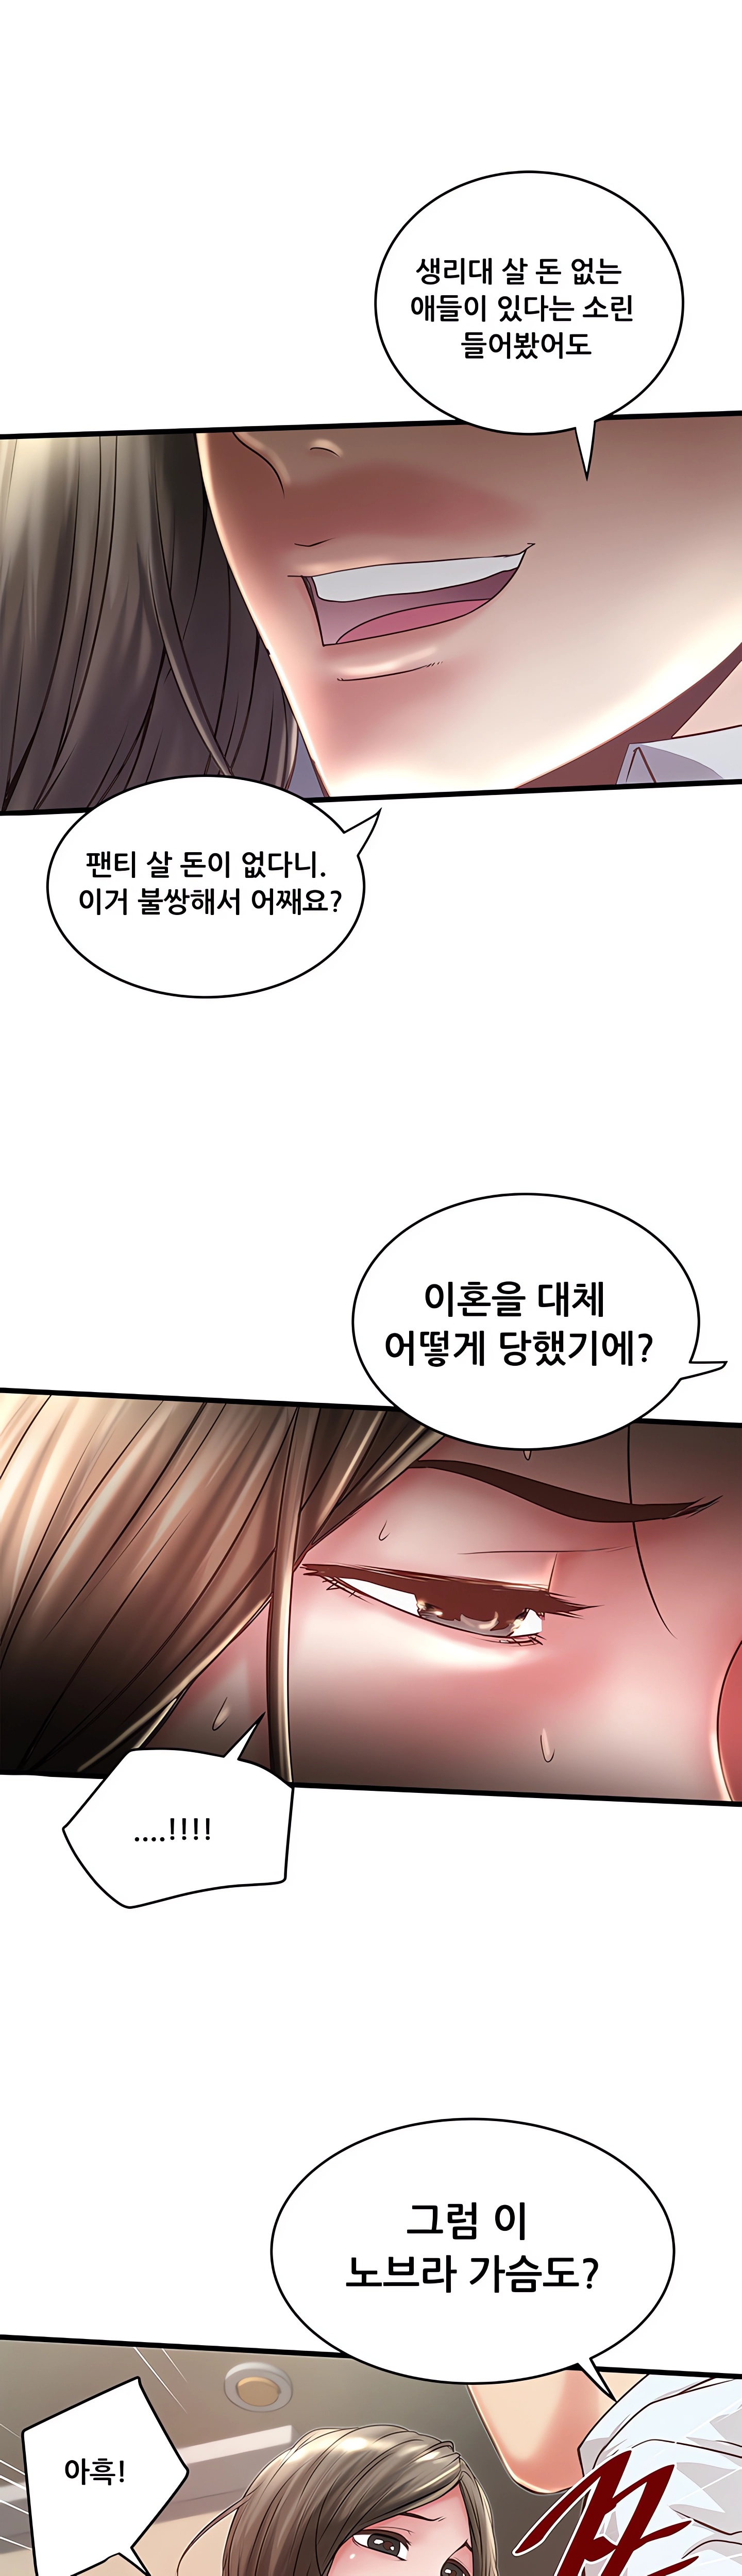 생리대 살 돈 없는
애들이 있다는 소린
들어봤어도
팬티 살 돈이 없다니.
이거 불쌍해서 어째요?
이혼을 대체
어떻게 당했기에?
....!!!!
그럼 이
노브라 가슴도?
아흑!